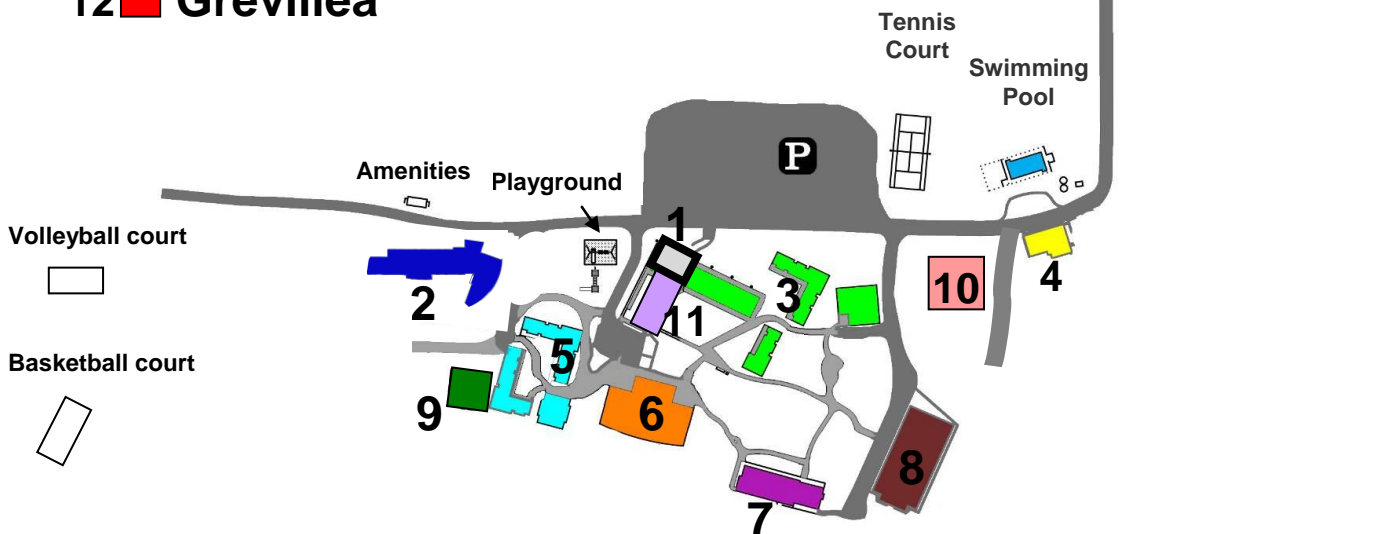 12 Grevillea
Tennis
Court
Swimming
Pool
P
Amenities
Playground
1
Volleyball court
2
3
4
10
11
5
Basketball court
9
6
8
7